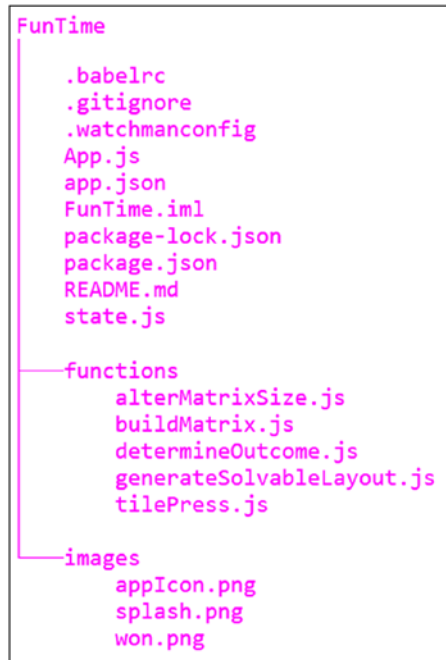 FunTime
.babelrc
.gitignore
.watchmanconfig
App.js
app.json
FunTime.iml
package-lock.json
package.json
README.md
state.js
functions
alterMatrixSize.js
buildMatrix.js
determineOutcome.js
generateSolvableLayout.js
tilePress.js
images
appIcon.png
splash.png
won.png